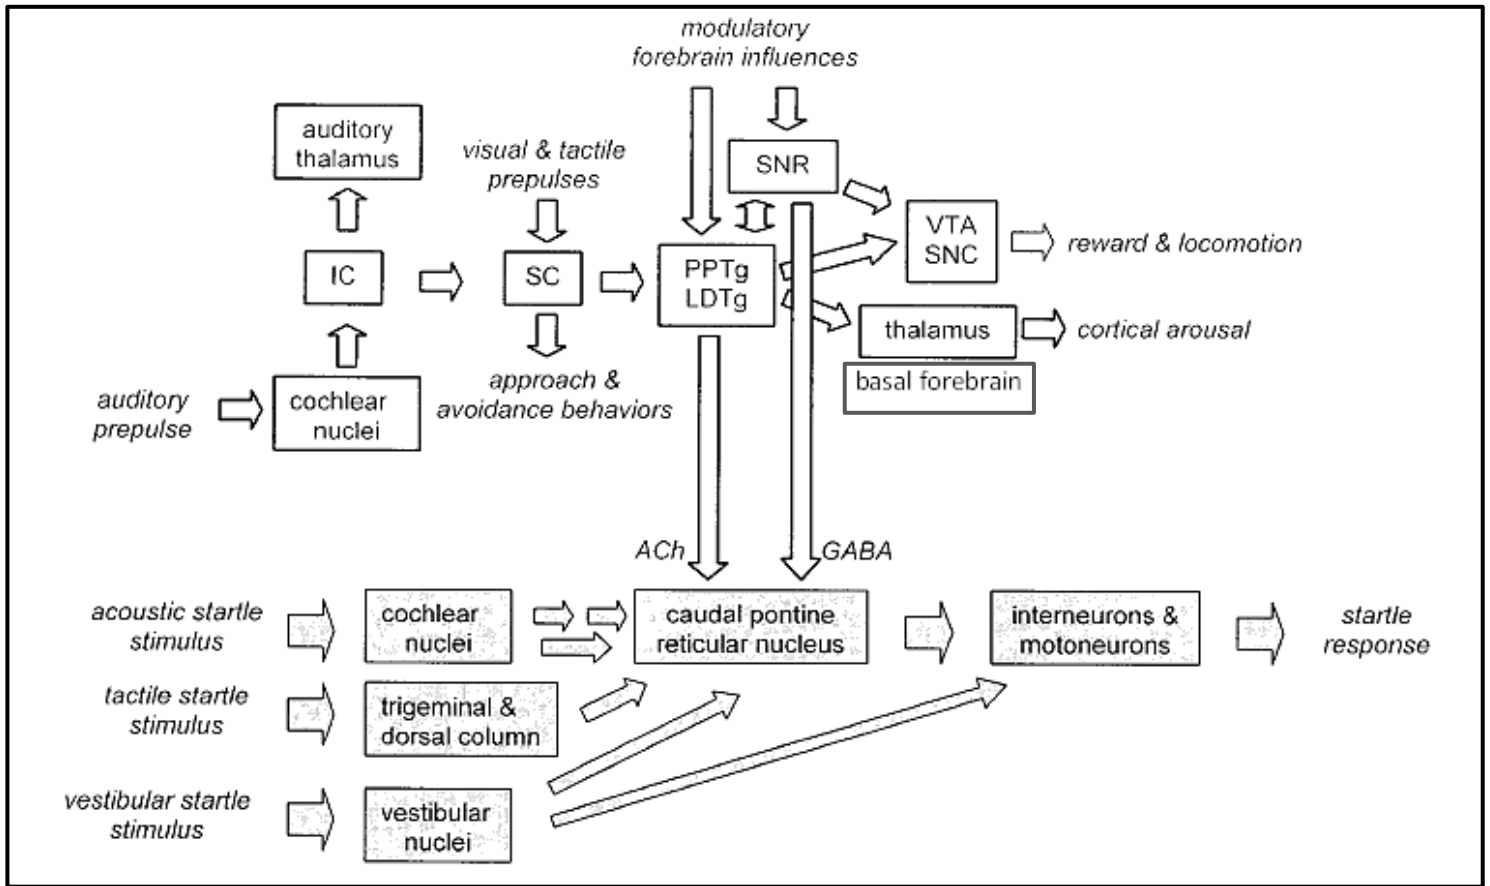 modulatory
forebrain influences
auditory
thalamus
visual & tactile
prepulses
SNR
VTA
SNC
reward & locomotion
IC
SC
PPTg
LDTg
thalamus
cortical arousal
basal forebrain
auditory
prepulse
cochlear
nuclei
approach &
avoidance behaviors
ACh
GABA
acoustic startle
stimulus
cochlear
nuclei
caudal pontine
reticular nucleus
interneurons &
motoneurons
startle
response
tactile startle
stimulus
trigeminal &
dorsal column
vestibular startle
stimulus
vestibular
nuclei